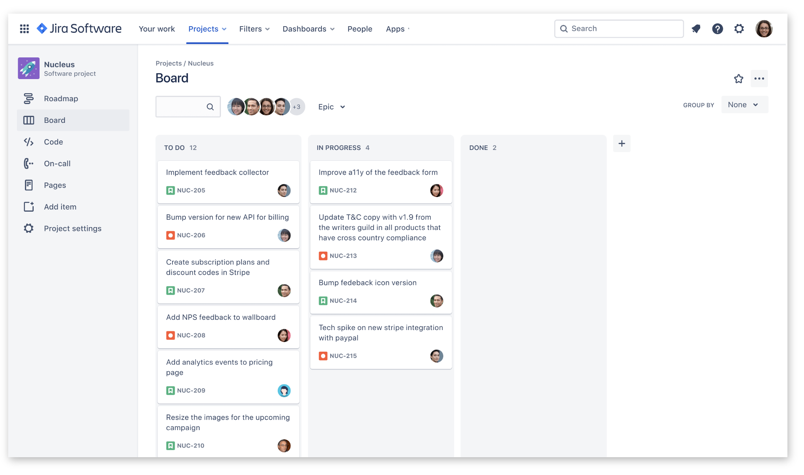 Jira Software
Your work
Projects
Filters
Dashboards
People
Apps
Search
Nucleus
Software project
Roadmap
Board
Code
On-call
Pages
Add item
Project settings
Projects / Nucleus
Board
+3
Epic
GROUP BY
None
TO DO 12
Implement feedback collector
NUC-205
Bump version for new API for billing
NUC-206
Create subscription plans and
discount codes in Stripe
NUC-207
Add NPS feedback to wallboard
NUC-208
Add analytics events to pricing
page
NUC-209
Resize the images for the upcoming
campaign
NUC-210
IN PROGRESS 4
Improve a11y of the feedback form
NUC-212
Update T&C copy with v1.9 from
the writers guild in all products that
have cross country compliance
NUC-213
Bump fedeback icon version
NUC-214
Tech spike on new stripe integration
with paypal
NUC-215
DONE 2